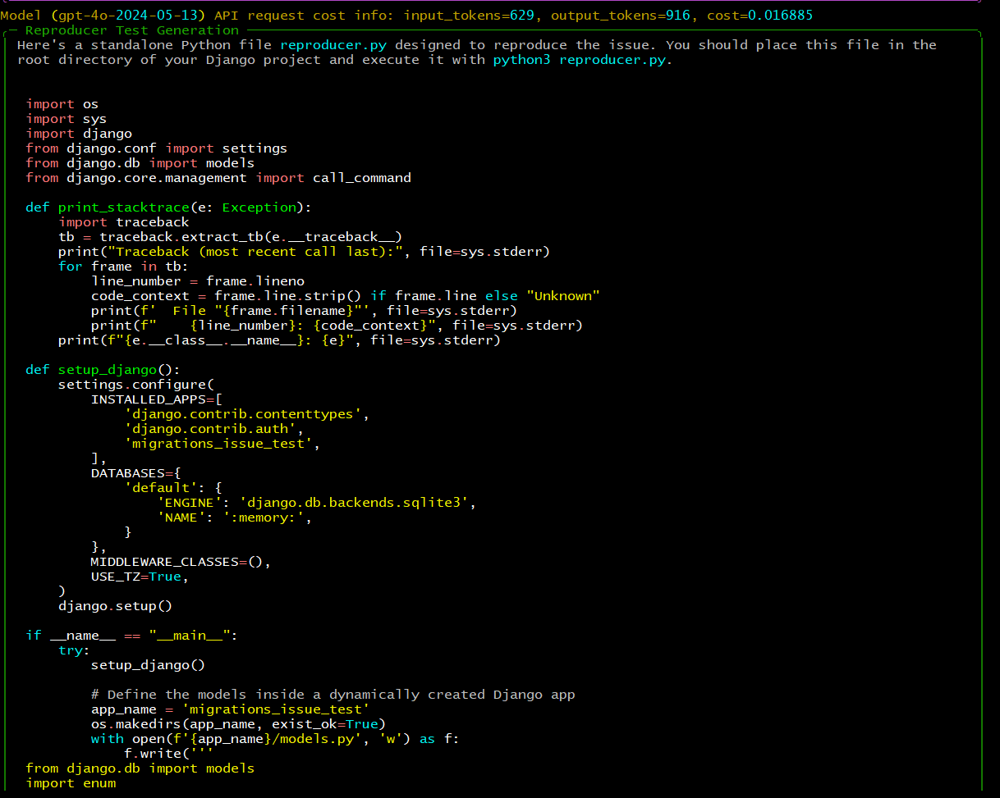 Model (gpt-4o-2024-05-13) API request cost info: input_tokens=629, output_tokens=916, cost=0.016885
Reproducer Test Generation
Here's a standalone Python file reproducer.py designed to reproduce the issue. You should place this file in the
root directory of your Django project and execute it with python3 reproducer.py.
import os
import sys
import django
from django.conf import settings
from django.db import models
from django.core.management import call_command
def print_stacktrace(e: Exception):
    import traceback
    tb = traceback.extract_tb(e.__traceback__)
    print("Traceback (most recent call last):", file=sys.stderr)
    for frame in tb:
        line_number = frame.lineno
        code_context = frame.line.strip() if frame.line else "Unknown"
        print(f'  File "{frame.filename}"', file=sys.stderr)
        print(f"    {line_number}: {code_context}", file=sys.stderr)
    print(f"{e.__class__.__name__}: {e}", file=sys.stderr)
def setup_django():
    settings.configure(
        INSTALLED_APPS=[
            'django.contrib.contenttypes',
            'django.contrib.auth',
            'migrations_issue_test',
        ],
        DATABASES={
            'default': {
                'ENGINE': 'django.db.backends.sqlite3',
                'NAME': ':memory:',
            }
        },
        MIDDLEWARE_CLASSES=(),
        USE_TZ=True,
    )
    django.setup()
if __name__ == "__main__":
    try:
        setup_django()
        # Define the models inside a dynamically created Django app
        app_name = 'migrations_issue_test'
        os.makedirs(app_name, exist_ok=True)
        with open(f'{app_name}/models.py', 'w') as f:
            f.write('''
from django.db import models
import enum